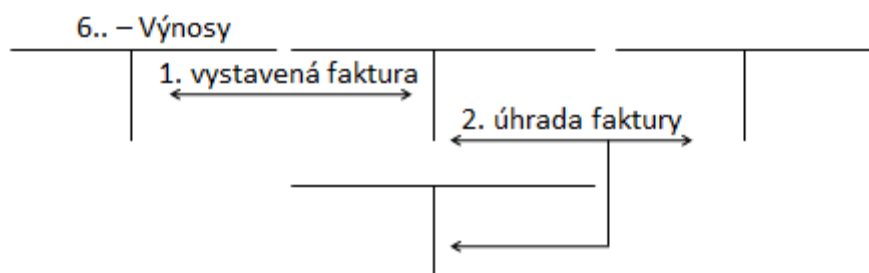 6.. – Výnosy
1. vystavená faktura
2. úhrada faktury